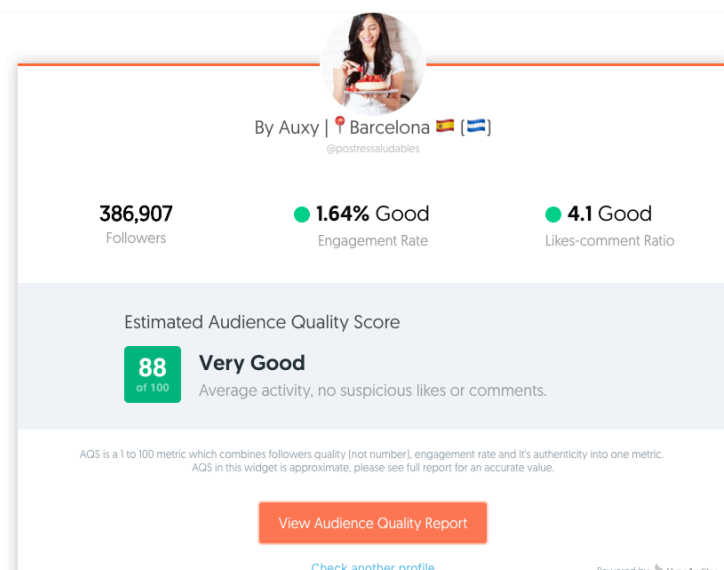 By Auxy | 📍Barcelona 🇪🇸 (🇸🇻)
@postressaludables
386,907
Followers
1.64% Good
Engagement Rate
4.1 Good
Likes-comment Ratio
Estimated Audience Quality Score
88
of 100
Very Good
Average activity, no suspicious likes or comments.
AQS is a 1 to 100 metric which combines followers quality (not number), engagement rate and it's authenticity into one metric.
AQS in this widget is approximate, please see full report for an accurate value.
View Audience Quality Report
Check another profile
Powered by